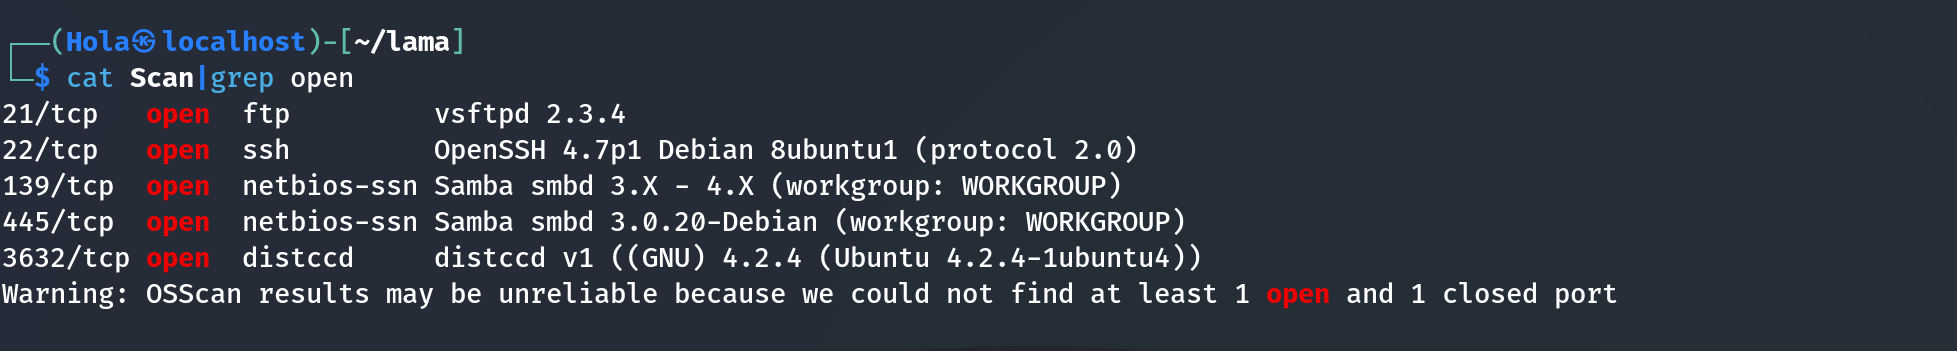 ┌──(Hola㉿localhost)-[~/lama]
└─$ cat Scan|grep open
21/tcp   open  ftp         vsftpd 2.3.4
22/tcp   open  ssh         OpenSSH 4.7p1 Debian 8ubuntu1 (protocol 2.0)
139/tcp  open  netbios-ssn Samba smbd 3.X - 4.X (workgroup: WORKGROUP)
445/tcp  open  netbios-ssn Samba smbd 3.0.20-Debian (workgroup: WORKGROUP)
3632/tcp open  distccd     distccd v1 ((GNU) 4.2.4 (Ubuntu 4.2.4-1ubuntu4))
Warning: OSScan results may be unreliable because we could not find at least 1 open and 1 closed port